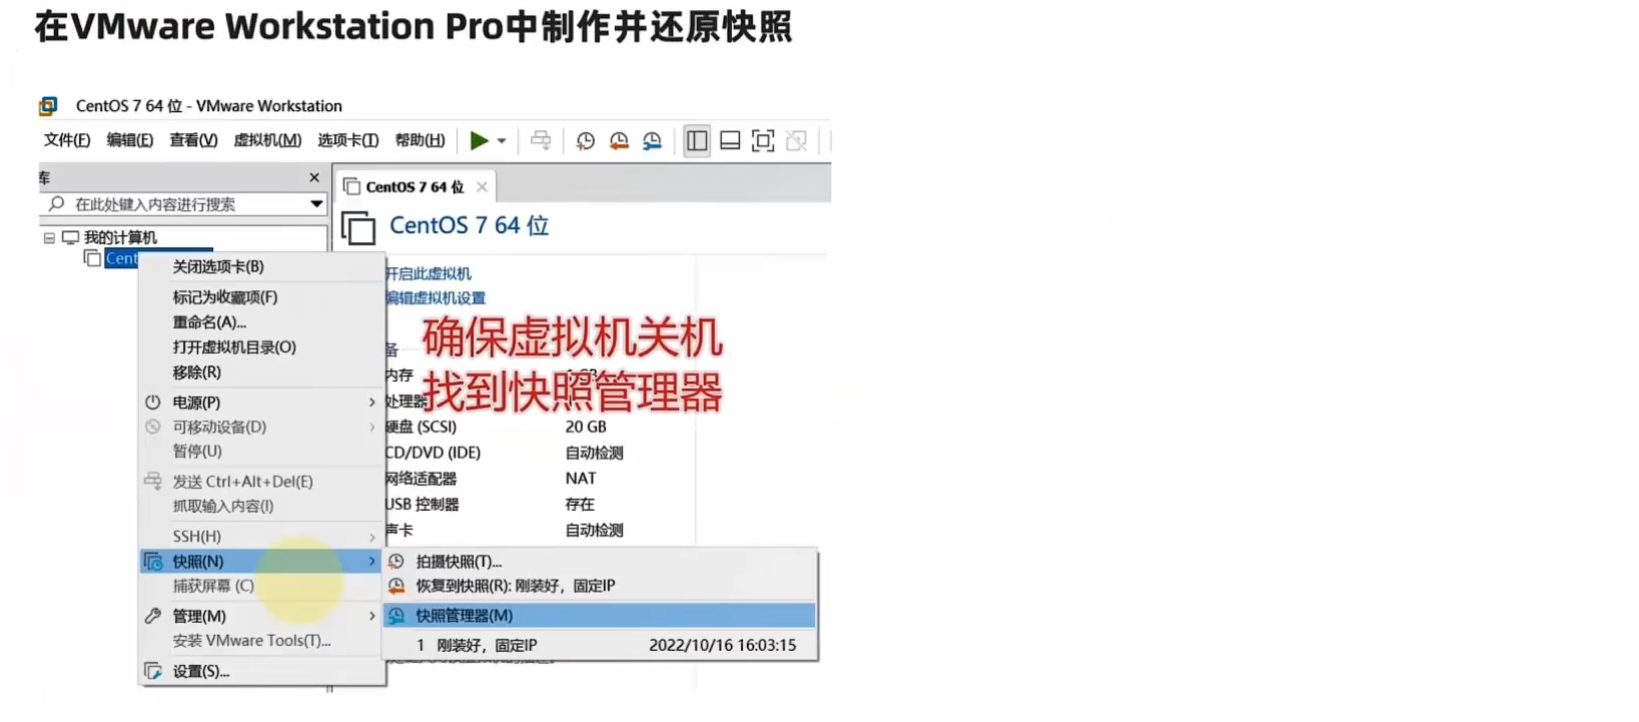 在VMware Workstation Pro中制作并还原快照
CentOS 7 64 位 - VMware Workstation
文件(F) 编辑(E) 查看(V) 虚拟机(M) 选项卡(T) 帮助(H)
库
在此处键入内容进行搜索
我的计算机
Cent
CentOS 7 64 位
CentOS 7 64 位
开启此虚拟机
编辑虚拟机设置
确保虚拟机关机
找到快照管理器
备
内存
处理器
硬盘 (SCSI) 20 GB
CD/DVD (IDE) 自动检测
网络适配器 NAT
USB 控制器 存在
声卡 自动检测
关闭选项卡(B)
标记为收藏项(F)
重命名(A)...
打开虚拟机目录(O)
移除(R)
电源(P)
可移动设备(D)
暂停(U)
发送 Ctrl+Alt+Del(E)
抓取输入内容(I)
SSH(H)
快照(N)
捕获屏幕 (C)
管理(M)
安装 VMware Tools(T)...
设置(S)...
拍摄快照(T)...
恢复到快照(R): 刚装好，固定IP
快照管理器(M)
1 刚装好，固定IP 2022/10/16 16:03:15